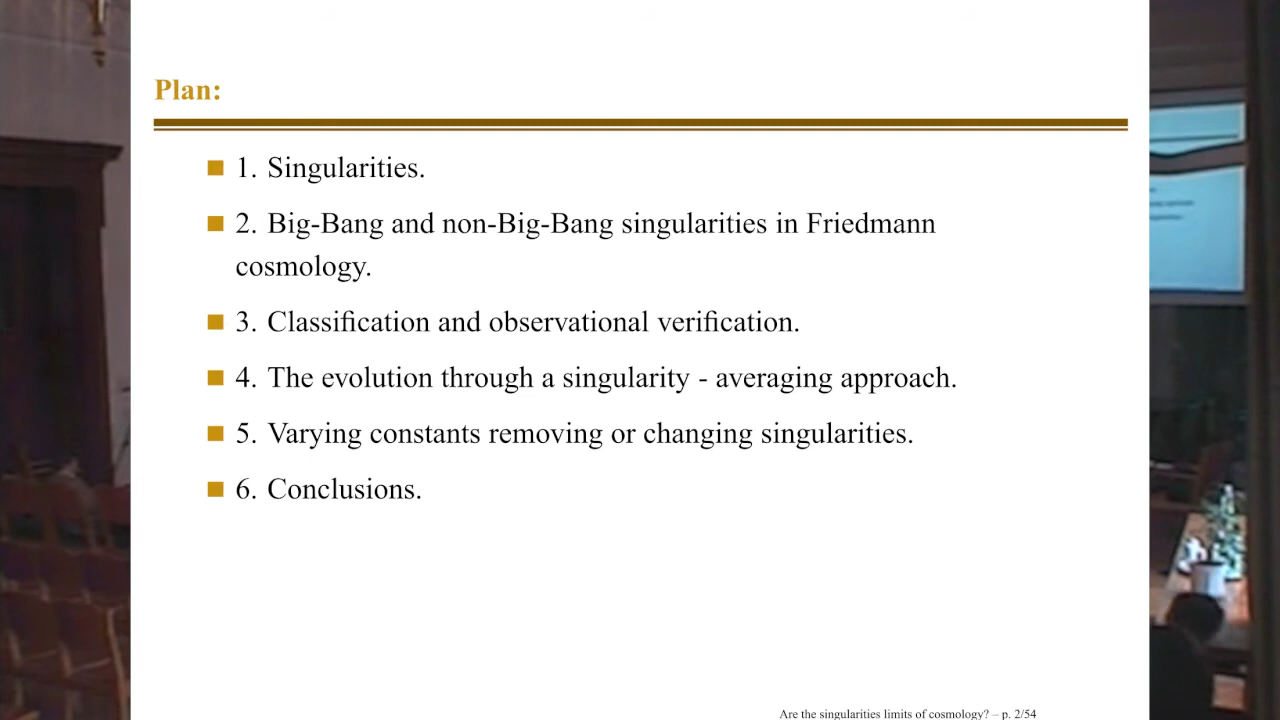 Plan:
1. Singularities.
2. Big-Bang and non-Big-Bang singularities in Friedmann
cosmology.
3. Classification and observational verification.
4. The evolution through a singularity - averaging approach.
5. Varying constants removing or changing singularities.
6. Conclusions.
Are the singularities limits of cosmology? – p. 2/54